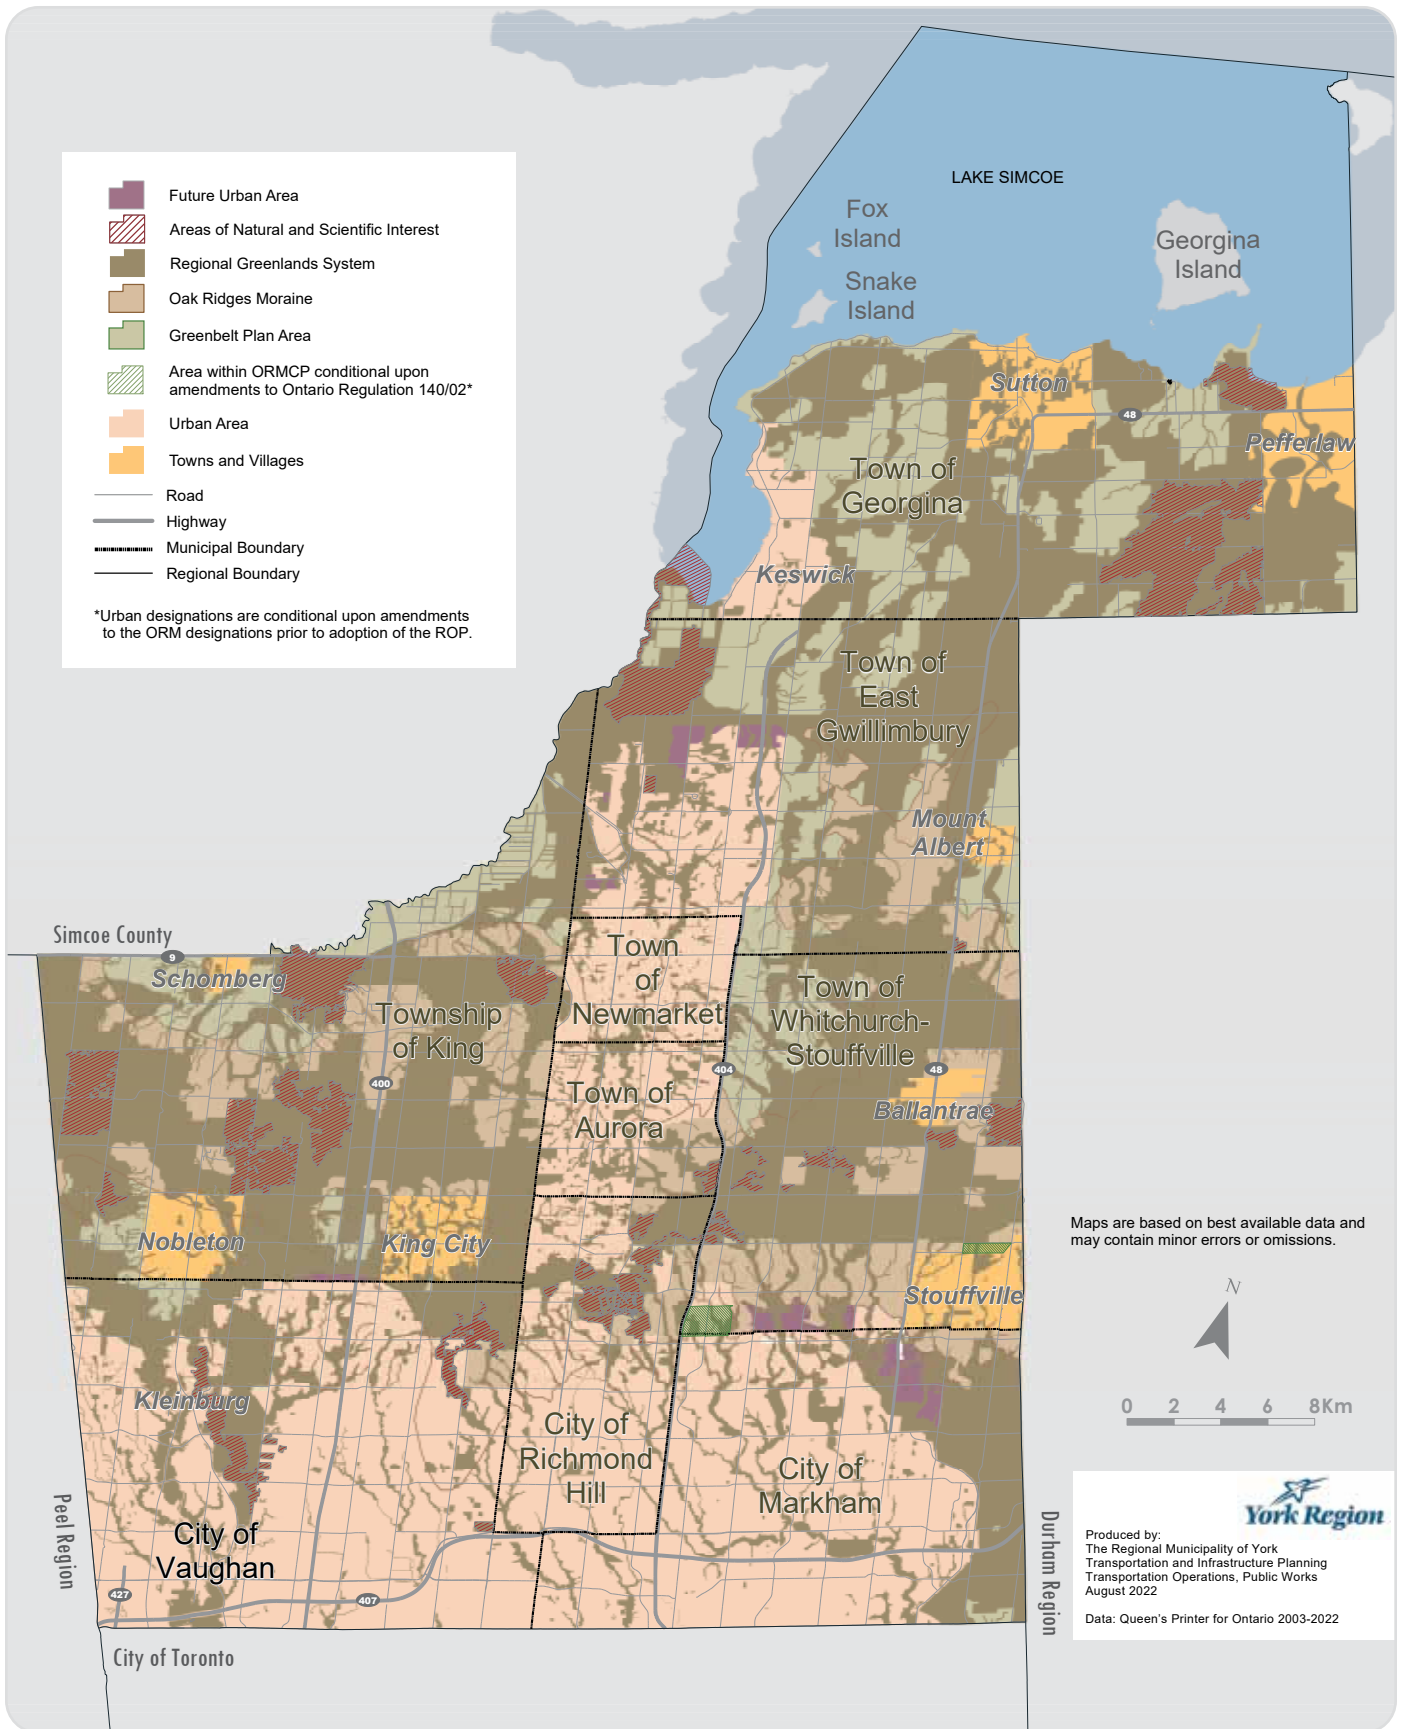 LAKE SIMCOE
Fox
Island
Snake
Island
Georgina
Island
Future Urban Area
Areas of Natural and Scientific Interest
Regional Greenlands System
Oak Ridges Moraine
Greenbelt Plan Area
Area within ORMCP conditional upon
amendments to Ontario Regulation 140/02*
Urban Area
Towns and Villages
Road
Highway
Municipal Boundary
Regional Boundary
*Urban designations are conditional upon amendments
to the ORM designations prior to adoption of the ROP.
Sutton
48
Pefferlaw
Town of
Georgina
Keswick
Town of
East
Gwillimbury
Mount
Albert
Simcoe County
9
Schomberg
Township
of King
400
Town
of
Newmarket
Town of
Whitchurch-
Stouffville
404
48
Town of
Aurora
Ballantrae
Nobleton
King City
Stouffville
Kleinburg
City of
Richmond
Hill
City of
Markham
City of
Vaughan
427
407
Peel Region
Durham Region
City of Toronto
Maps are based on best available data and
may contain minor errors or omissions.
N
0 2 4 6 8Km
York Region
Produced by:
The Regional Municipality of York
Transportation and Infrastructure Planning
Transportation Operations, Public Works
August 2022
Data: Queen's Printer for Ontario 2003-2022